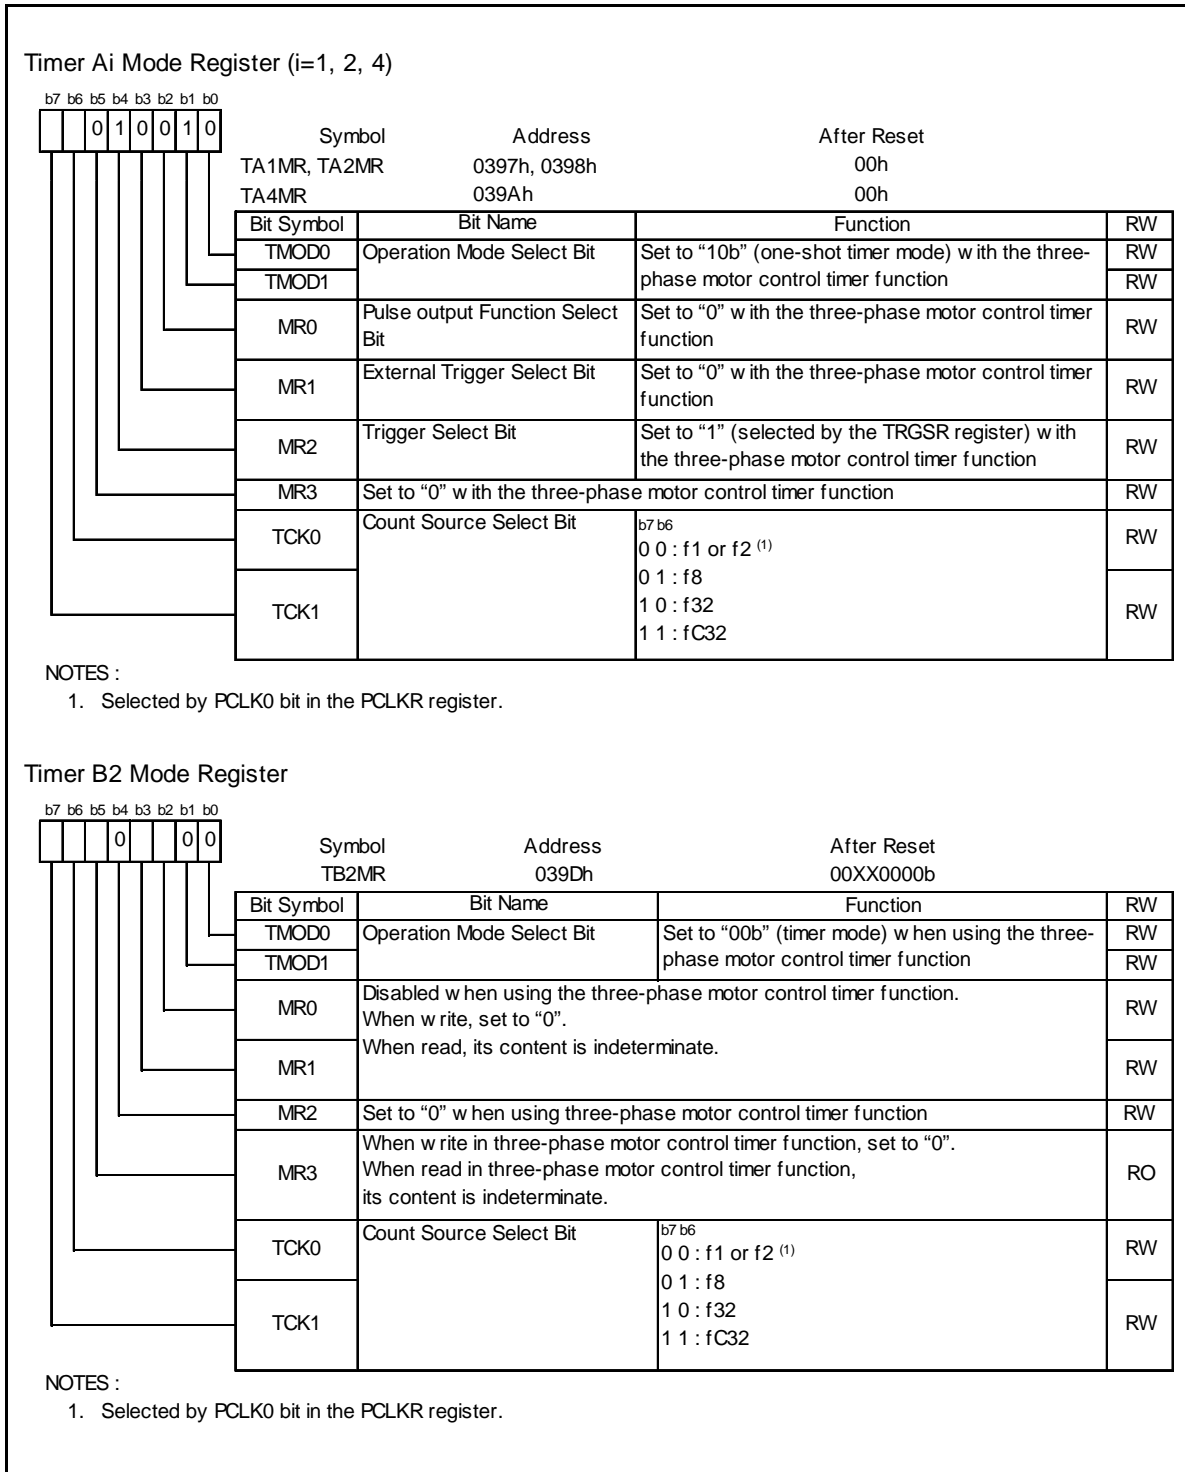 Timer Ai Mode Register (i=1, 2, 4)
b7 b6 b5 b4 b3 b2 b1 b0
0 1 0 0 1 0
Symbol Address After Reset
TA1MR, TA2MR 0397h, 0398h 00h
TA4MR 039Ah 00h
Bit Symbol Bit Name Function RW
TMOD0 Operation Mode Select Bit Set to “10b” (one-shot timer mode) with the three- RW
TMOD1 phase motor control timer function RW
MR0 Pulse output Function Select Set to “0” with the three-phase motor control timer RW
Bit function
MR1 External Trigger Select Bit Set to “0” with the three-phase motor control timer RW
function
MR2 Trigger Select Bit Set to “1” (selected by the TRGSR register) with RW
the three-phase motor control timer function
MR3 Set to “0” with the three-phase motor control timer function RW
TCK0 Count Source Select Bit b7 b6 RW
0 0 : f1 or f2 (1)
0 1 : f8
TCK1 1 0 : f32 RW
1 1 : fC32
NOTES :
1. Selected by PCLK0 bit in the PCLKR register.
Timer B2 Mode Register
b7 b6 b5 b4 b3 b2 b1 b0
0 0 0
Symbol Address After Reset
TB2MR 039Dh 00XX0000b
Bit Symbol Bit Name Function RW
TMOD0 Operation Mode Select Bit Set to “00b” (timer mode) when using the three- RW
TMOD1 phase motor control timer function RW
MR0 Disabled when using the three-phase motor control timer function. RW
When write, set to “0”.
When read, its content is indeterminate.
MR1 RW
MR2 Set to “0” when using three-phase motor control timer function RW
When write in three-phase motor control timer function, set to “0”.
MR3 When read in three-phase motor control timer function, RO
its content is indeterminate.
TCK0 Count Source Select Bit b7 b6 RW
0 0 : f1 or f2 (1)
0 1 : f8
TCK1 1 0 : f32 RW
1 1 : fC32
NOTES :
1. Selected by PCLK0 bit in the PCLKR register.